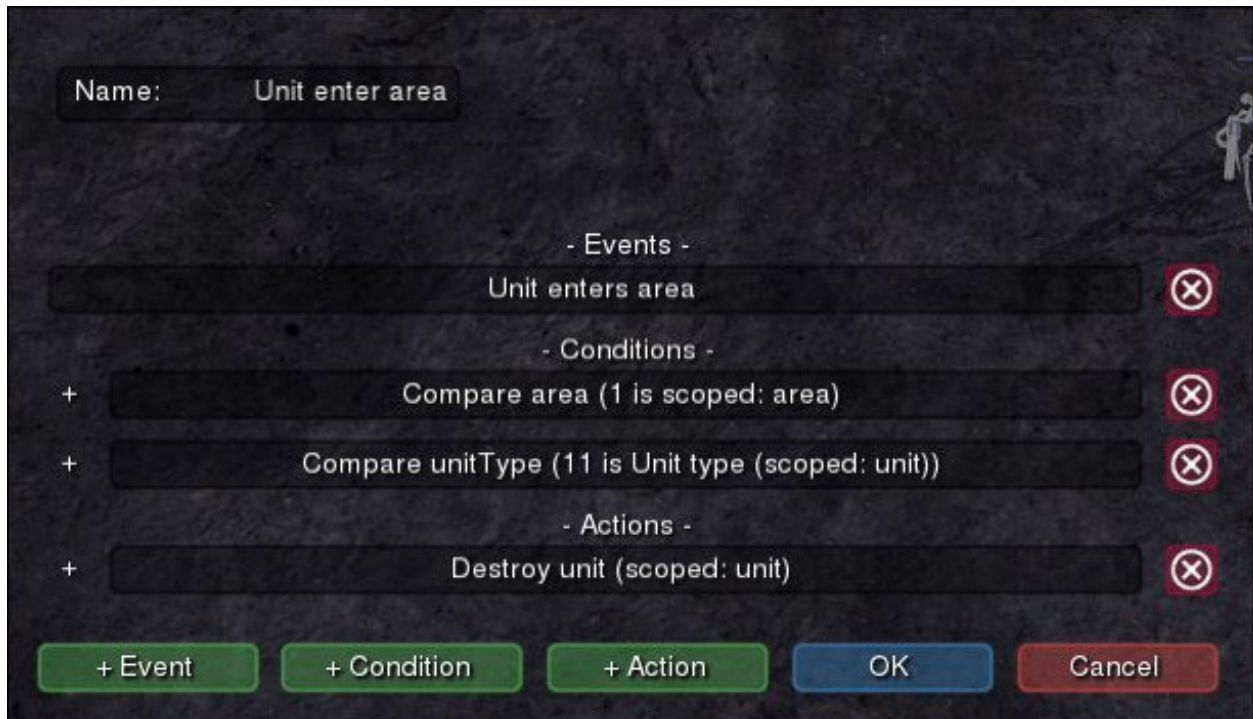 Name: Unit enter area
- Events -
Unit enters area
- Conditions -
+ Compare area (1 is scoped: area)
+ Compare unitType (11 is Unit type (scoped: unit))
- Actions -
+ Destroy unit (scoped: unit)
+ Event + Condition + Action OK Cancel